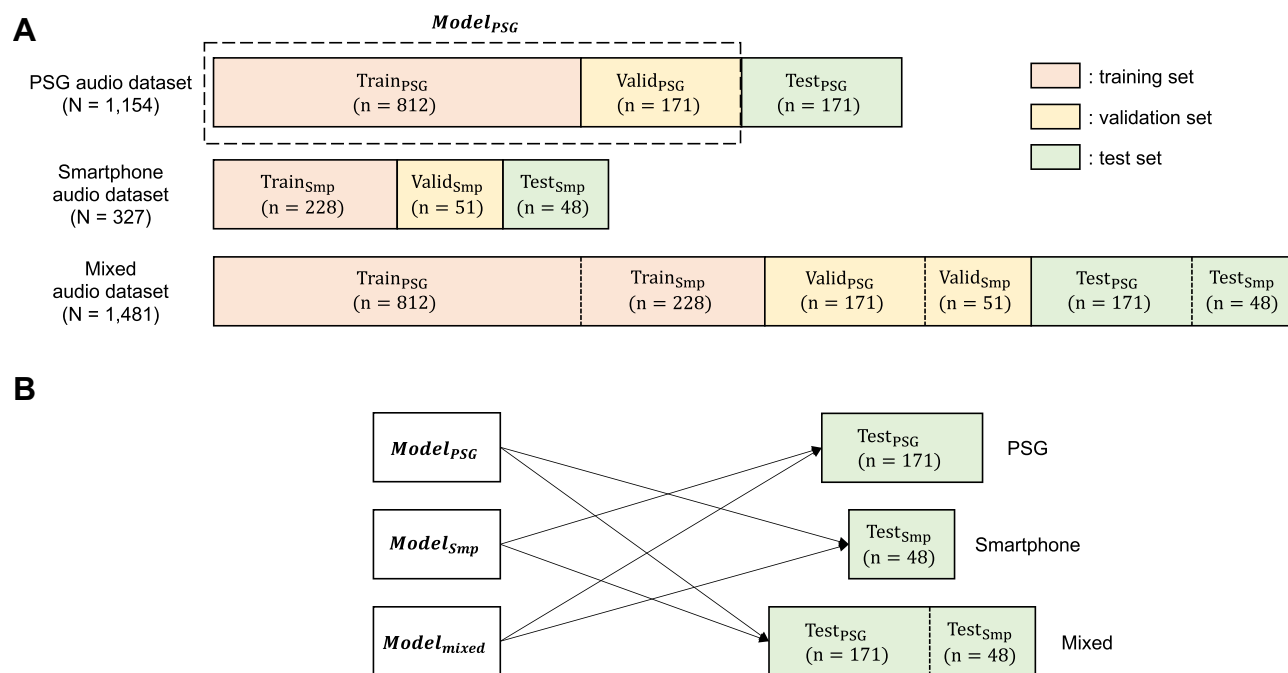 A
Model_PSG
PSG audio dataset
(N = 1,154)
Train_PSG
(n = 812)
Valid_PSG
(n = 171)
Test_PSG
(n = 171)
: training set
: validation set
: test set
Smartphone
audio dataset
(N = 327)
Train_Smp
(n = 228)
Valid_Smp
(n = 51)
Test_Smp
(n = 48)
Mixed
audio dataset
(N = 1,481)
Train_PSG
(n = 812)
Train_Smp
(n = 228)
Valid_PSG
(n = 171)
Valid_Smp
(n = 51)
Test_PSG
(n = 171)
Test_Smp
(n = 48)
B
Model_PSG
Test_PSG
(n = 171)
PSG
Model_Smp
Test_Smp
(n = 48)
Smartphone
Model_mixed
Test_PSG
(n = 171)
Test_Smp
(n = 48)
Mixed